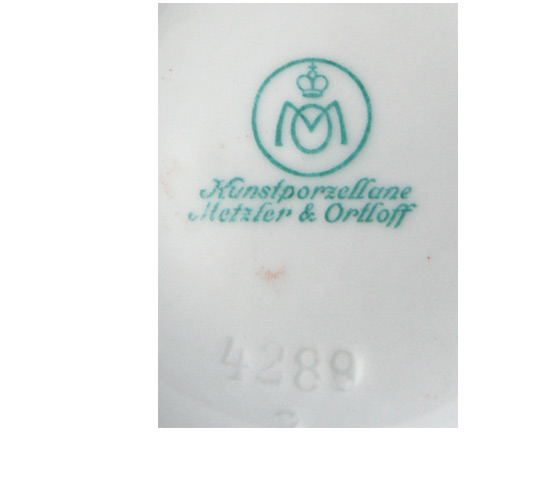 MO
Kunstporzellane
Metzler & Ortloff
4289